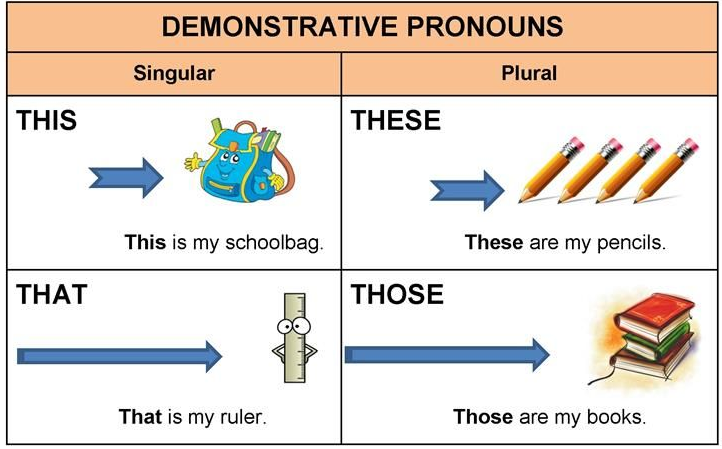 DEMONSTRATIVE PRONOUNS
Singular
Plural
THIS
This is my schoolbag.
THESE
These are my pencils.
THAT
That is my ruler.
THOSE
Those are my books.